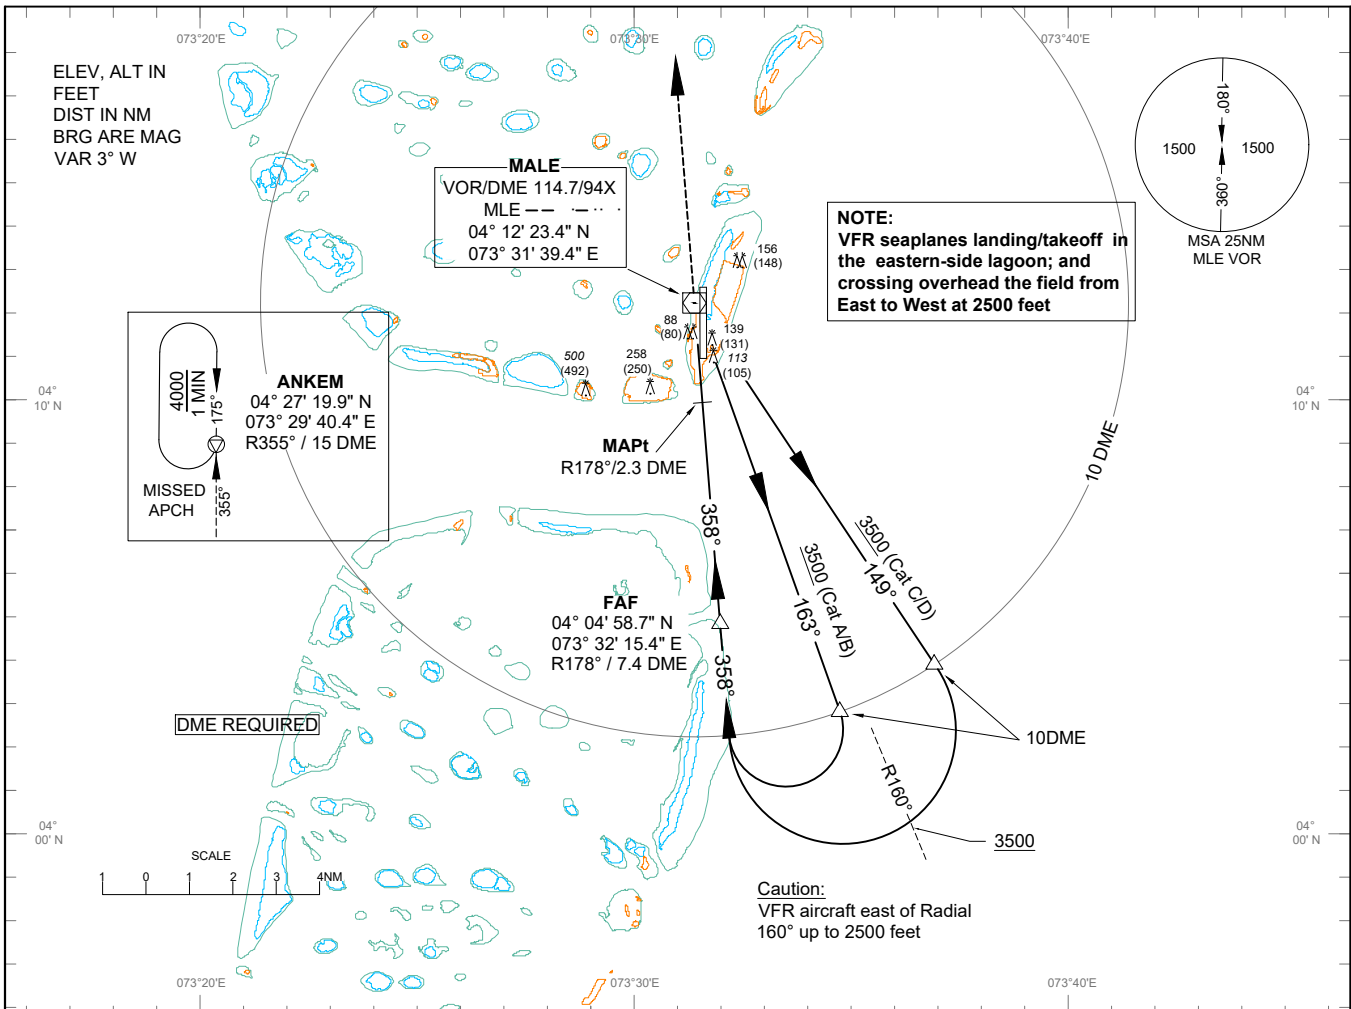 073°20'E
073°30'E
073°40'E
ELEV, ALT IN
FEET
DIST IN NM
BRG ARE MAG
VAR 3° W
MALE
VOR/DME 114.7/94X
MLE
04° 12' 23.4" N
073° 31' 39.4" E
180°
1500
1500
360°
MSA 25NM
MLE VOR
NOTE:
VFR seaplanes landing/takeoff in
the eastern-side lagoon; and
crossing overhead the field from
East to West at 2500 feet
156
(148)
88
(80)
139
(131)
113
(105)
500
(492)
258
(250)
4000
1 MIN
175°
ANKEM
04° 27' 19.9" N
073° 29' 40.4" E
R355° / 15 DME
MISSED
APCH
355°
04°
10' N
04°
10' N
MAPt
R178°/2.3 DME
10 DME
358°
3500 (Cat A/B)
163°
3500 (Cat C/D)
149°
FAF
04° 04' 58.7" N
073° 32' 15.4" E
R178° / 7.4 DME
358°
DME REQUIRED
10DME
R160°
3500
04°
00' N
04°
00' N
SCALE
1 0 1 2 3 4NM
Caution:
VFR aircraft east of Radial
160° up to 2500 feet
073°20'E
073°30'E
073°40'E